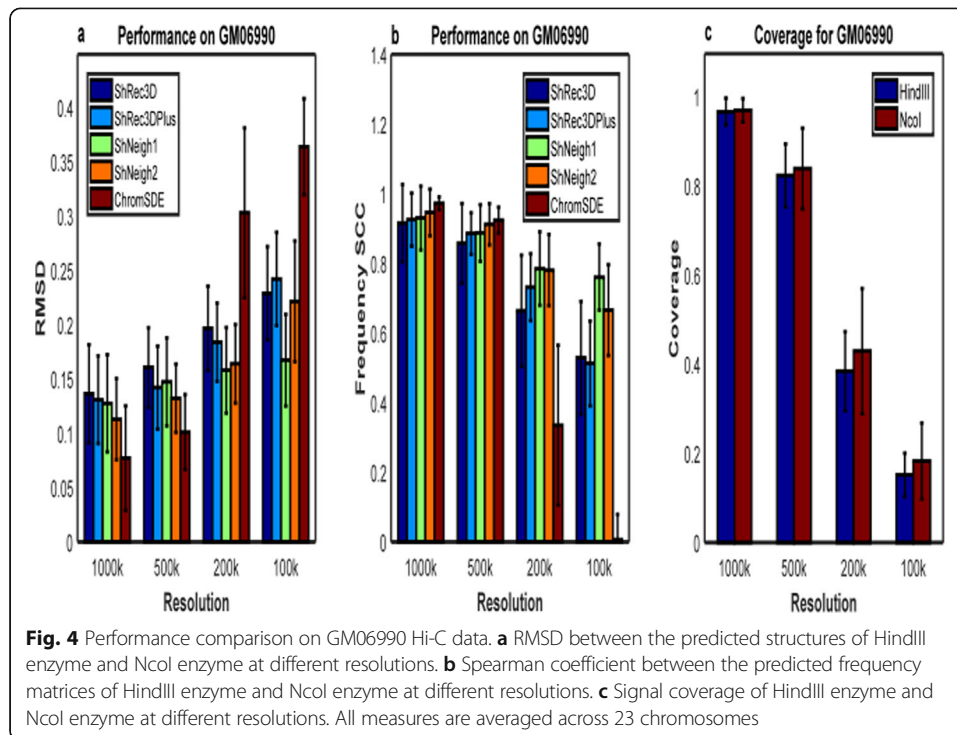 a Performance on GM06990
ShRec3D
ShRec3DPlus
ShNeigh1
ShNeigh2
ChromSDE
RMSD
0.4
0.35
0.3
0.25
0.2
0.15
0.1
0.05
0
1000k 500k 200k 100k
Resolution
b Performance on GM06990
ShRec3D
ShRec3DPlus
ShNeigh1
ShNeigh2
ChromSDE
Frequency SCC
1.4
1.2
1
0.8
0.6
0.4
0.2
0
1000k 500k 200k 100k
Resolution
c Coverage for GM06990
HindIII
NcoI
Coverage
1
0.8
0.6
0.4
0.2
0
1000k 500k 200k 100k
Resolution
Fig. 4 Performance comparison on GM06990 Hi-C data. a RMSD between the predicted structures of HindIII
enzyme and NcoI enzyme at different resolutions. b Spearman coefficient between the predicted frequency
matrices of HindIII enzyme and NcoI enzyme at different resolutions. c Signal coverage of HindIII enzyme and
NcoI enzyme at different resolutions. All measures are averaged across 23 chromosomes